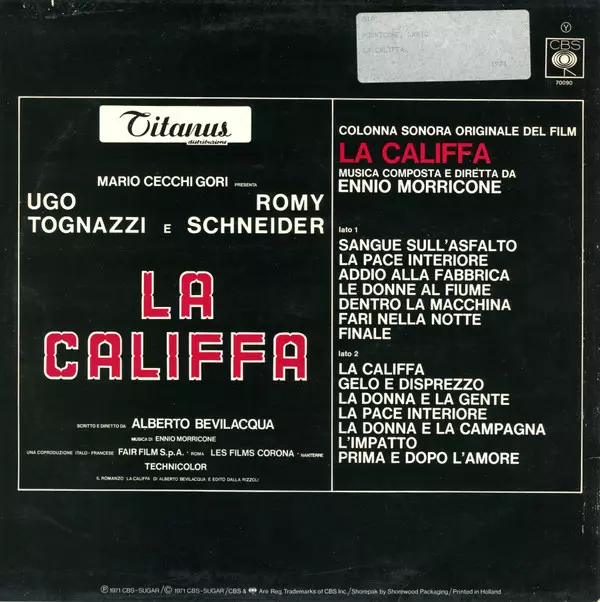 LA CALIFFA
1971
Y
CBS
70090
Titanus
distribuzione
MARIO CECCHI GORI PRESENTA
UGO ROMY
TOGNAZZI E SCHNEIDER
LA
CALIFFA
SCRITTO E DIRETTO DA ALBERTO BEVILACQUA
MUSICA DI ENNIO MORRICONE
UNA COPRODUZIONE ITALO-FRANCESE FAIR FILM S.p.A. - ROMA LES FILMS CORONA - NANTERRE
TECHNICOLOR
IL ROMANZO LA CALIFFA DI ALBERTO BEVILACQUA E EDITO DALLA RIZZOLI
COLONNA SONORA ORIGINALE DEL FILM
LA CALIFFA
MUSICA COMPOSTA E DIRETTA DA
ENNIO MORRICONE
lato 1
SANGUE SULL'ASFALTO
LA PACE INTERIORE
ADDIO ALLA FABBRICA
LE DONNE AL FIUME
DENTRO LA MACCHINA
FARI NELLA NOTTE
FINALE
lato 2
LA CALIFFA
GELO E DISPREZZO
LA DONNA E LA GENTE
LA PACE INTERIORE
LA DONNA E LA CAMPAGNA
L'IMPATTO
PRIMA E DOPO L'AMORE
Ⓟ 1971 CBS-SUGAR / Ⓒ 1971 CBS-SUGAR / CBS & Are Reg. Trademarks of CBS Inc. / Shorepak by Shorewood Packaging / Printed in Holland